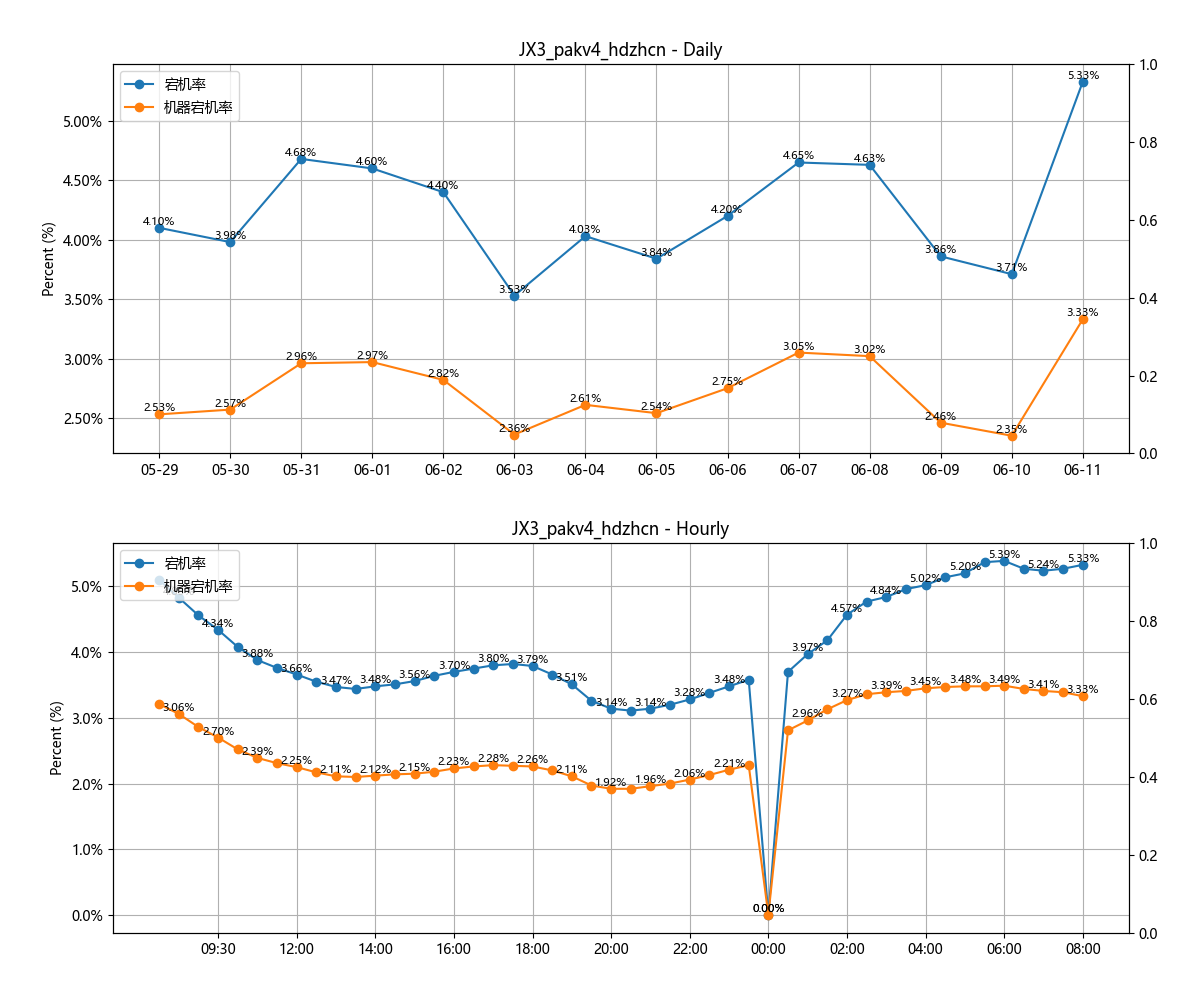 JX3_pakv4_hdzhcn - Daily
宕机率
机器宕机率
Percent (%)
5.00%
4.50%
4.00%
3.50%
3.00%
2.50%
1.0
0.8
0.6
0.4
0.2
0.0
4.10% 3.98% 4.68% 4.60% 4.40% 3.53% 4.03% 3.84% 4.20% 4.65% 4.63% 3.86% 3.71% 5.33%
2.53% 2.57% 2.96% 2.97% 2.82% 2.36% 2.61% 2.54% 2.75% 3.05% 3.02% 2.46% 2.35% 3.33%
05-29 05-30 05-31 06-01 06-02 06-03 06-04 06-05 06-06 06-07 06-08 06-09 06-10 06-11
JX3_pakv4_hdzhcn - Hourly
宕机率
机器宕机率
Percent (%)
5.0%
4.0%
3.0%
2.0%
1.0%
0.0%
1.0
0.8
0.6
0.4
0.2
0.0
4.34% 3.88% 3.66% 3.47% 3.48% 3.56% 3.70% 3.80% 3.79% 3.51% 3.14% 3.14% 3.28% 3.48% 0.00% 3.97% 4.57% 4.84% 5.02% 5.20% 5.39% 5.24% 5.33%
3.06% 2.70% 2.39% 2.25% 2.11% 2.12% 2.15% 2.23% 2.28% 2.26% 2.11% 1.92% 1.96% 2.06% 2.21% 0.00% 2.96% 3.27% 3.39% 3.45% 3.48% 3.49% 3.41% 3.33%
09:30 12:00 14:00 16:00 18:00 20:00 22:00 00:00 02:00 04:00 06:00 08:00